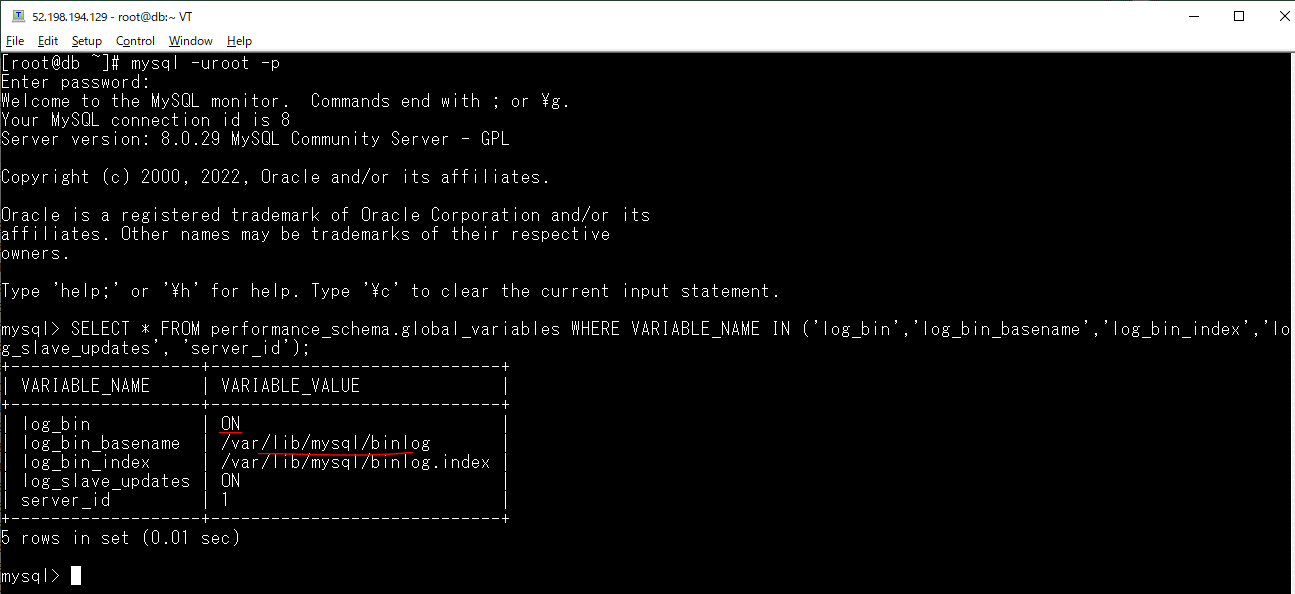 52.198.194.129 - root@db:~ VT
File Edit Setup Control Window Help
[root@db ~]# mysql -uroot -p
Enter password:
Welcome to the MySQL monitor.  Commands end with ; or ¥g.
Your MySQL connection id is 8
Server version: 8.0.29 MySQL Community Server - GPL
Copyright (c) 2000, 2022, Oracle and/or its affiliates.
Oracle is a registered trademark of Oracle Corporation and/or its
affiliates. Other names may be trademarks of their respective
owners.
Type 'help;' or '¥h' for help. Type '¥c' to clear the current input statement.
mysql> SELECT * FROM performance_schema.global_variables WHERE VARIABLE_NAME IN ('log_bin','log_bin_basename','log_bin_index','lo
g_slave_updates', 'server_id');
+--------------------+-----------------------------+
| VARIABLE_NAME      | VARIABLE_VALUE              |
+--------------------+-----------------------------+
| log_bin            | ON                          |
| log_bin_basename   | /var/lib/mysql/binlog       |
| log_bin_index      | /var/lib/mysql/binlog.index |
| log_slave_updates  | ON                          |
| server_id          | 1                           |
+--------------------+-----------------------------+
5 rows in set (0.01 sec)
mysql>